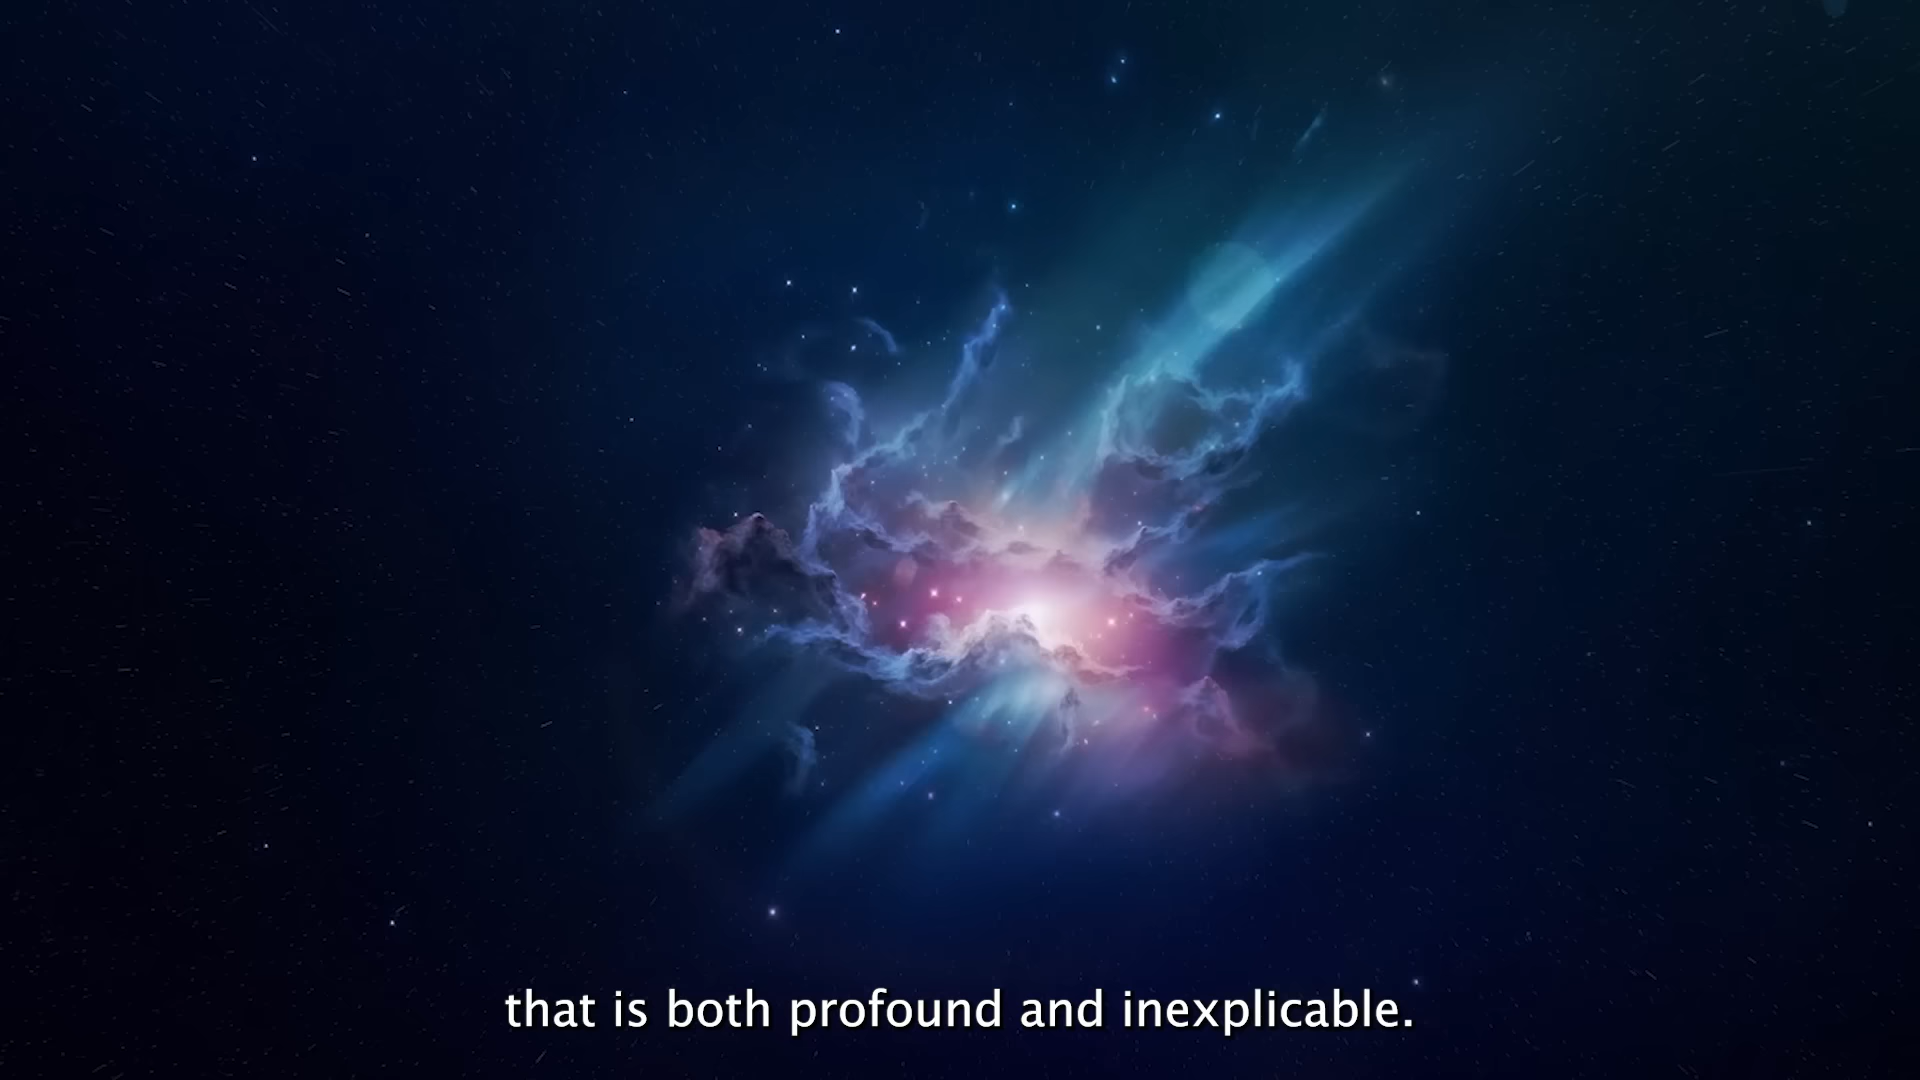 that is both profound and inexplicable.